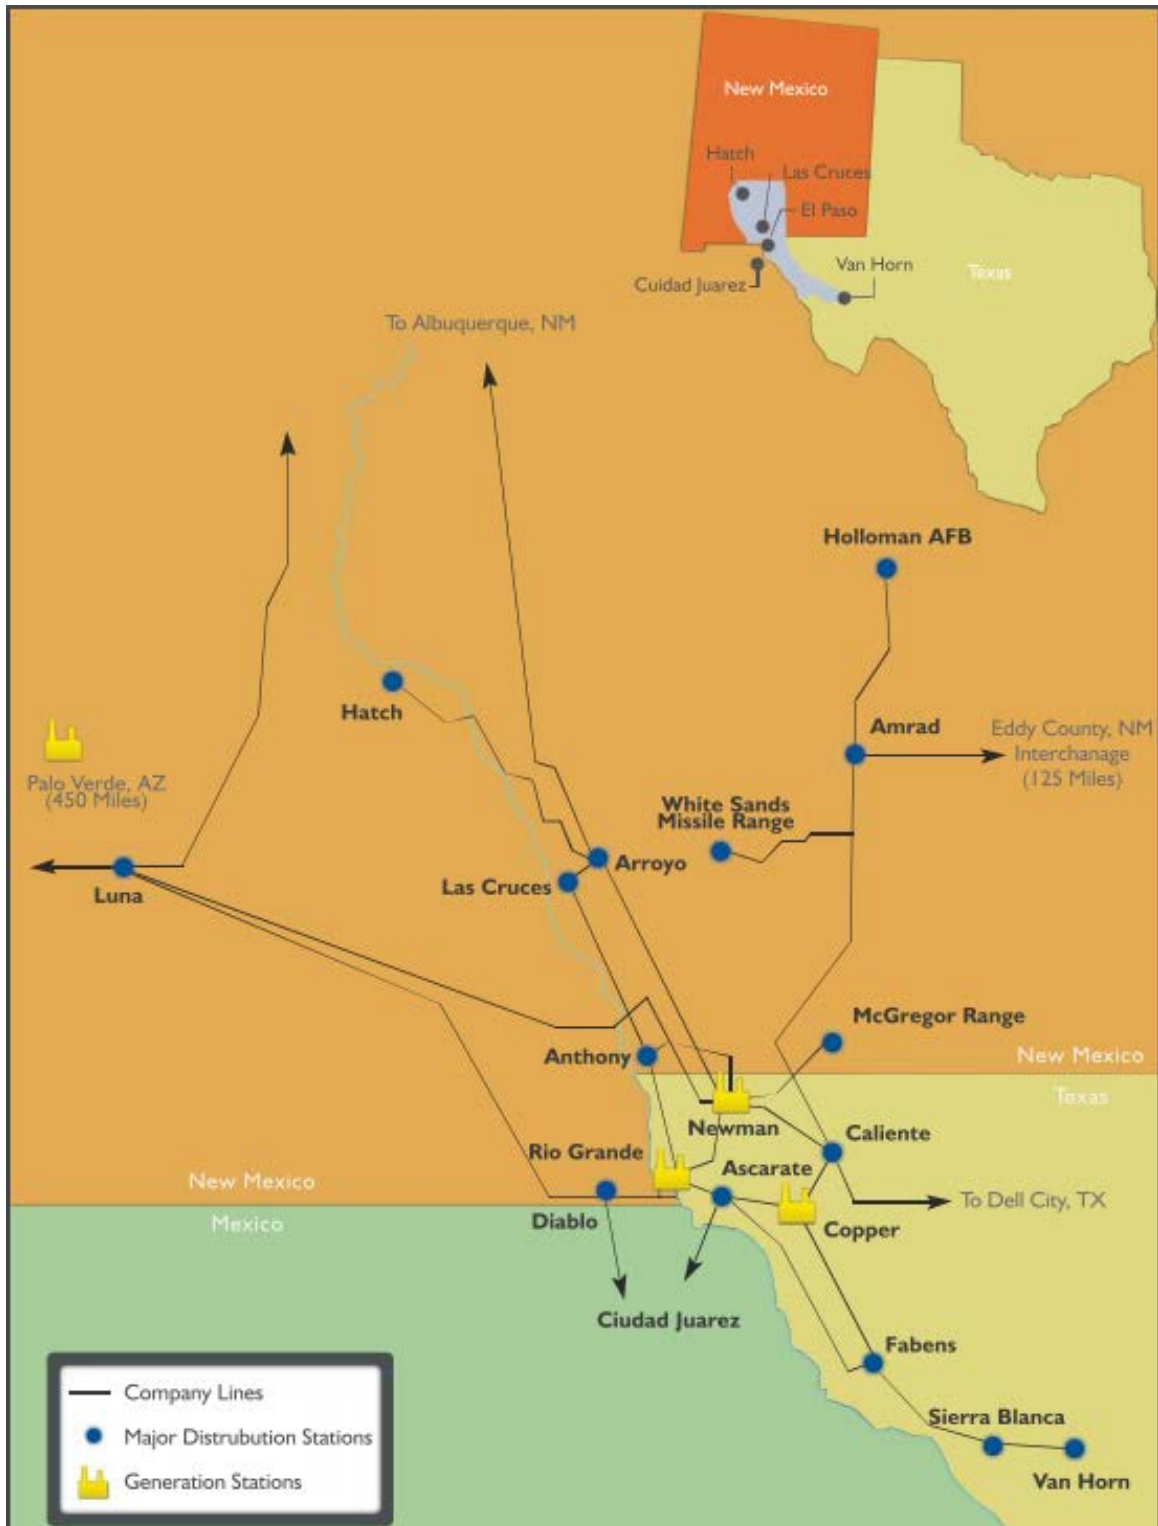 New Mexico
Hatch
Las Cruces
El Paso
Van Horn
Texas
Cuidad Juarez
To Albuquerque, NM
Holloman AFB
Hatch
Amrad
Eddy County, NM
Interchanage
(125 Miles)
Palo Verde, AZ
(450 Miles)
White Sands
Missile Range
Arroyo
Las Cruces
Luna
McGregor Range
Anthony
New Mexico
Texas
Newman
Caliente
Rio Grande
Ascarate
New Mexico
Mexico
To Dell City, TX
Diablo
Copper
Ciudad Juarez
Fabens
Sierra Blanca
Van Horn
Company Lines
Major Distrubution Stations
Generation Stations